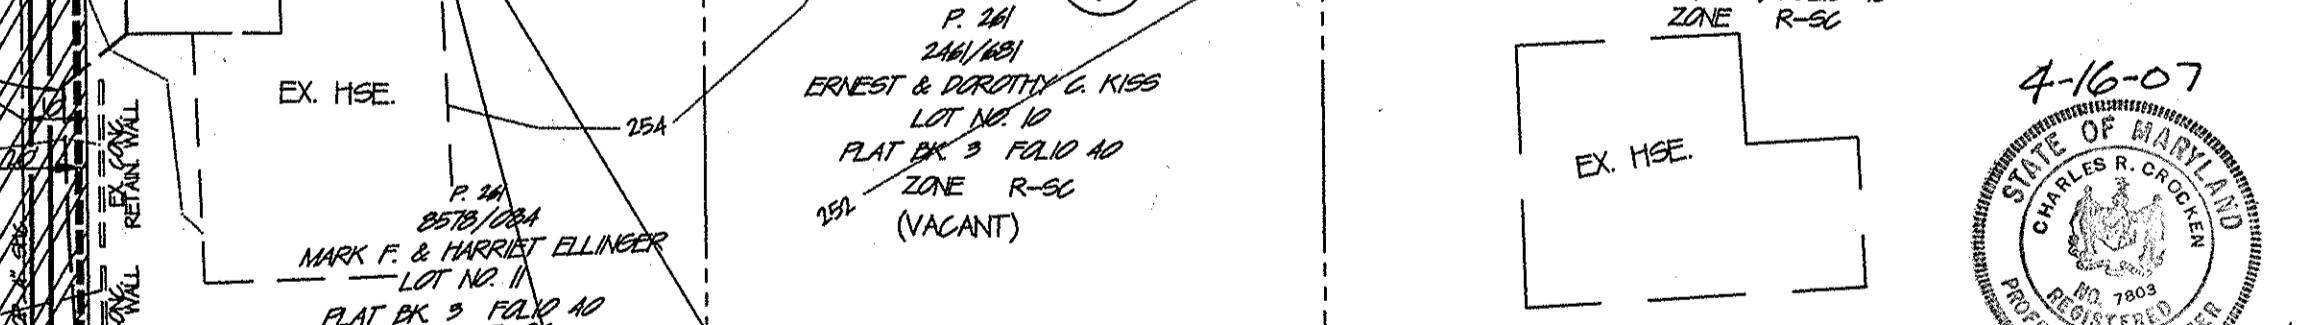 EX. HSE.
EX. CONC.
RETAIN. WALL
254
P. 261
8578/084
MARK F. & HARRIET ELLINGER
LOT NO. 11
PLAT BK. 3 FOLIO 40
P. 261
2461/681
ERNEST & DOROTHY C. KISS
LOT NO. 10
PLAT BK. 3 FOLIO 40
ZONE R-SC
(VACANT)
252
ZONE R-SC
EX. HSE.
4-16-07
STATE OF MARYLAND
CHARLES R. CROCKEN
NO. 7803
REGISTERED
WALL